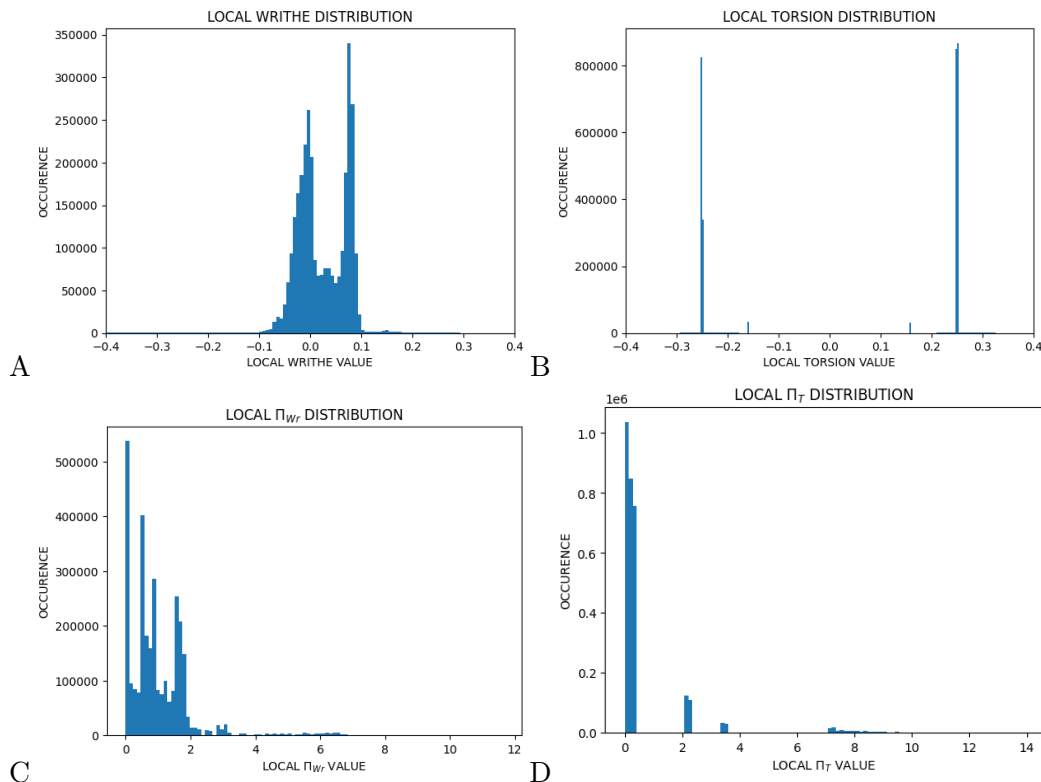 LOCAL WRITHE DISTRIBUTION
350000
300000
250000
200000
150000
100000
50000
0
OCCURENCE
−0.4 −0.3 −0.2 −0.1 0.0 0.1 0.2 0.3 0.4
LOCAL WRITHE VALUE
A
LOCAL TORSION DISTRIBUTION
800000
600000
400000
200000
0
OCCURENCE
−0.4 −0.3 −0.2 −0.1 0.0 0.1 0.2 0.3 0.4
LOCAL TORSION VALUE
B
LOCAL Π_{Wr} DISTRIBUTION
500000
400000
300000
200000
100000
0
OCCURENCE
0 2 4 6 8 10 12
LOCAL Π_{Wr} VALUE
C
LOCAL Π_T DISTRIBUTION
1e6
1.0
0.8
0.6
0.4
0.2
0.0
OCCURENCE
0 2 4 6 8 10 12 14
LOCAL Π_T VALUE
D